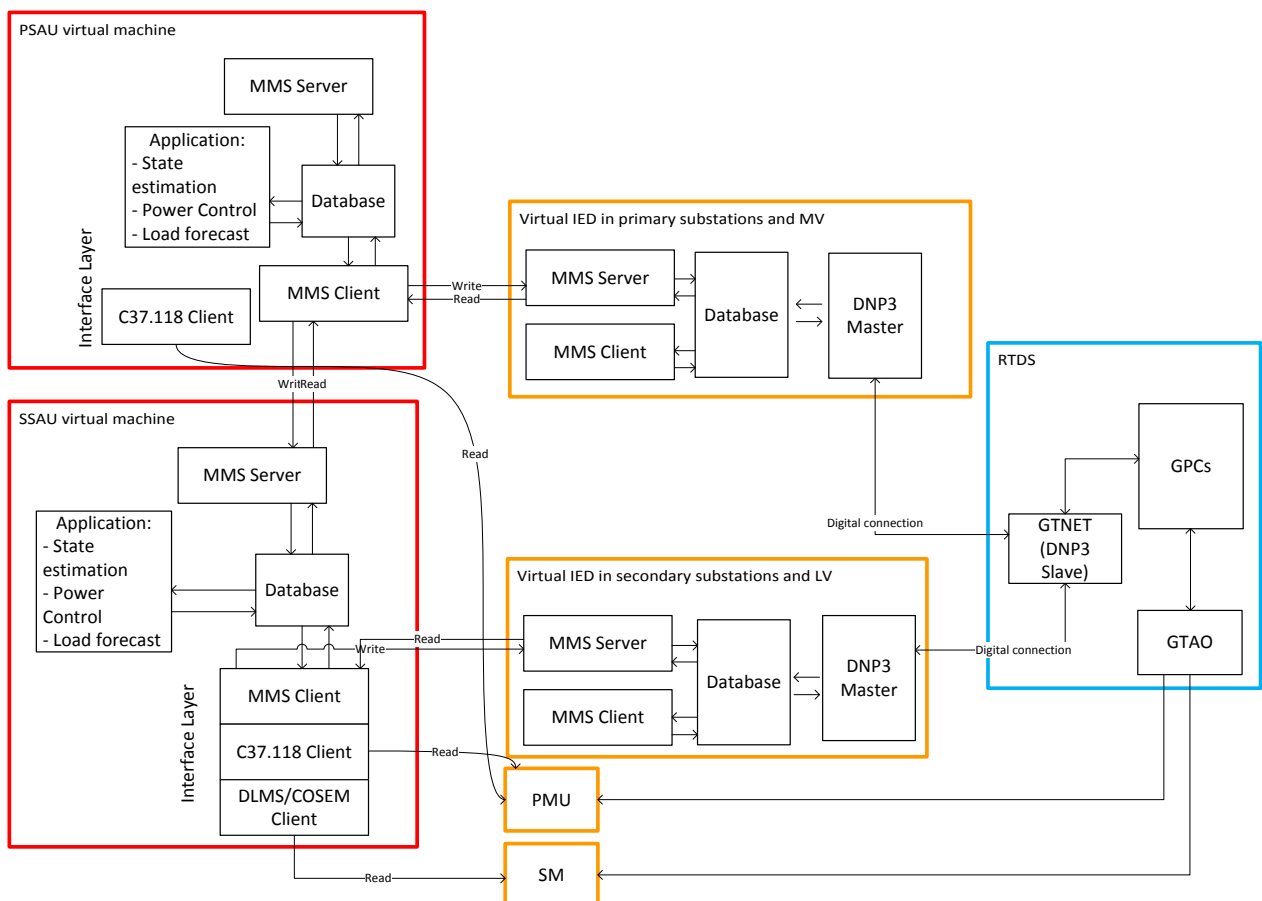 PSAU virtual machine
MMS Server
Application:
- State
estimation
- Power Control
- Load forecast
Database
Interface Layer
MMS Client
C37.118 Client
Write
Read
WritRead
Read
Virtual IED in primary substations and MV
MMS Server
MMS Client
Database
DNP3
Master
Digital connection
RTDS
GPCs
GTNET
(DNP3
Slave)
GTAO
SSAU virtual machine
MMS Server
Application:
- State
estimation
- Power
Control
- Load forecast
Database
Interface Layer
MMS Client
C37.118 Client
DLMS/COSEM
Client
Read
Write
Read
Read
Virtual IED in secondary substations and LV
MMS Server
MMS Client
Database
DNP3
Master
Digital connection
PMU
SM